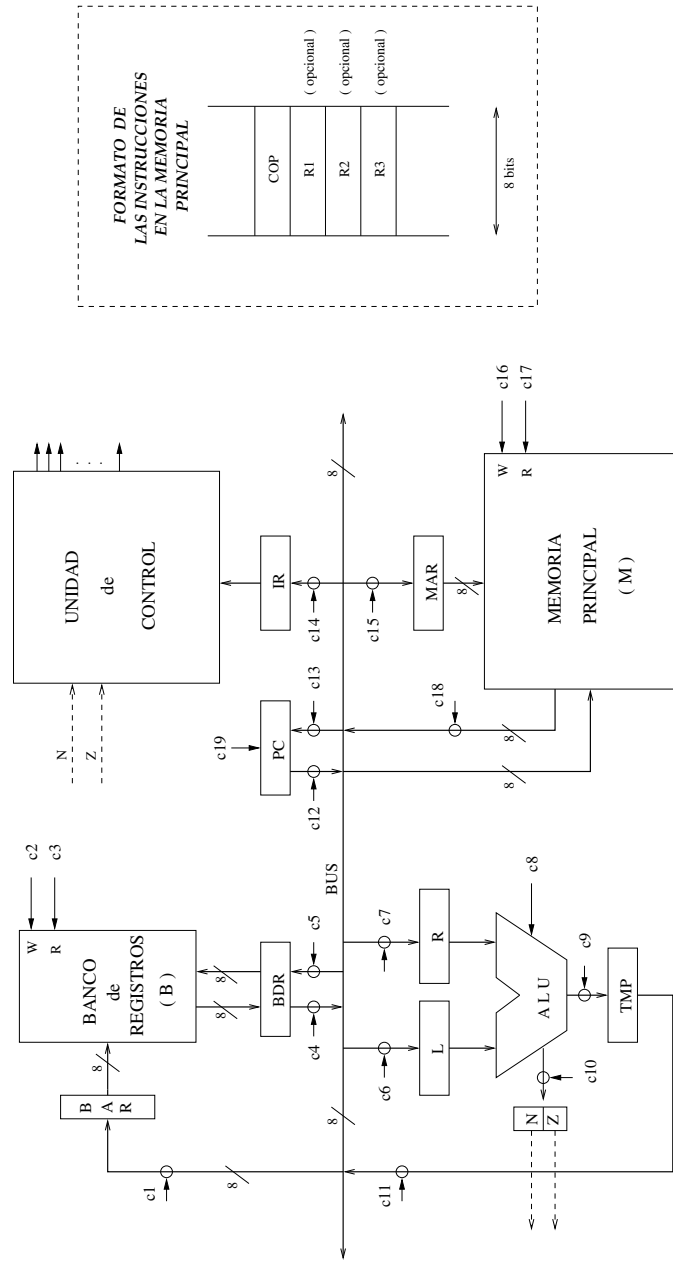 FORMATO DE
LAS INSTRUCCIONES
EN LA MEMORIA
PRINCIPAL
COP
R1
( opcional )
R2
( opcional )
R3
( opcional )
8 bits
BANCO
de
REGISTROS
( B )
W
R
c2
c3
B
A
R
8
c1
8
8
8
BDR
c4
c5
N
Z
UNIDAD
de
CONTROL
. . .
c19
PC
c12
c13
IR
c14
8
BUS
8
c15
MAR
8
c6
c7
L
R
A L U
c8
c9
TMP
c10
N
Z
c11
c18
8
8
MEMORIA
PRINCIPAL
( M )
W
R
c16
c17